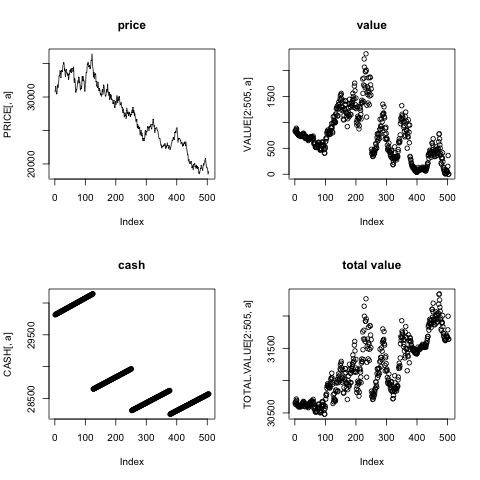 price
value
PRICE[, a]
20000
30000
0 100 200 300 400 500
Index
VALUE[2:505, a]
0
500
1500
0 100 200 300 400 500
Index
cash
total value
CASH[, a]
28500
29500
0 100 200 300 400 500
Index
TOTAL.VALUE[2:505, a]
30500
31500
0 100 200 300 400 500
Index